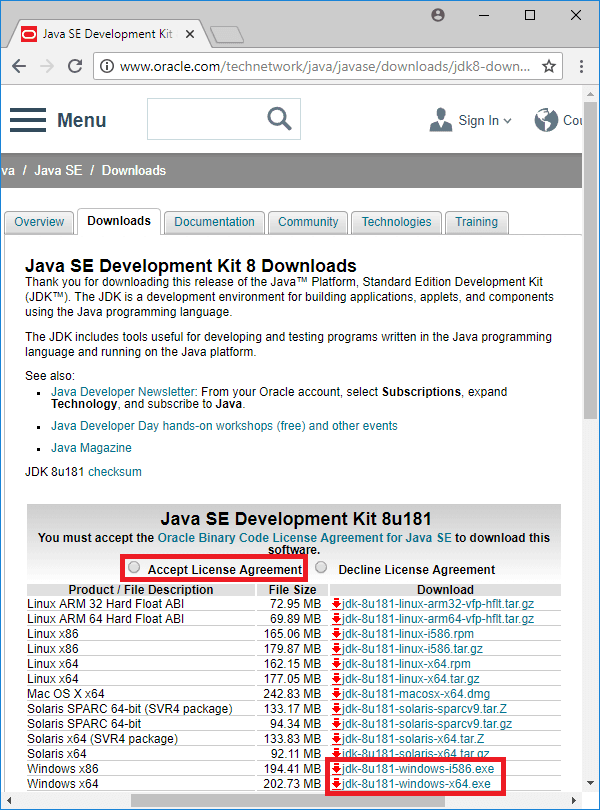 Java SE Development Kit
www.oracle.com/technetwork/java/javase/downloads/jdk8-down...
Menu
Sign In
Cou
va / Java SE / Downloads
Overview
Downloads
Documentation
Community
Technologies
Training
Java SE Development Kit 8 Downloads
Thank you for downloading this release of the Java™ Platform, Standard Edition Development Kit
(JDK™). The JDK is a development environment for building applications, applets, and components
using the Java programming language.
The JDK includes tools useful for developing and testing programs written in the Java programming
language and running on the Java platform.
See also:
Java Developer Newsletter: From your Oracle account, select Subscriptions, expand
Technology, and subscribe to Java.
Java Developer Day hands-on workshops (free) and other events
Java Magazine
JDK 8u181 checksum
Java SE Development Kit 8u181
You must accept the Oracle Binary Code License Agreement for Java SE to download this
software.
Accept License Agreement Decline License Agreement
Product / File Description File Size Download
Linux ARM 32 Hard Float ABI 72.95 MB jdk-8u181-linux-arm32-vfp-hflt.tar.gz
Linux ARM 64 Hard Float ABI 69.89 MB jdk-8u181-linux-arm64-vfp-hflt.tar.gz
Linux x86 165.06 MB jdk-8u181-linux-i586.rpm
Linux x86 179.87 MB jdk-8u181-linux-i586.tar.gz
Linux x64 162.15 MB jdk-8u181-linux-x64.rpm
Linux x64 177.05 MB jdk-8u181-linux-x64.tar.gz
Mac OS X x64 242.83 MB jdk-8u181-macosx-x64.dmg
Solaris SPARC 64-bit (SVR4 package) 133.17 MB jdk-8u181-solaris-sparcv9.tar.Z
Solaris SPARC 64-bit 94.34 MB jdk-8u181-solaris-sparcv9.tar.gz
Solaris x64 (SVR4 package) 133.83 MB jdk-8u181-solaris-x64.tar.Z
Solaris x64 92.11 MB jdk-8u181-solaris-x64.tar.gz
Windows x86 194.41 MB jdk-8u181-windows-i586.exe
Windows x64 202.73 MB jdk-8u181-windows-x64.exe